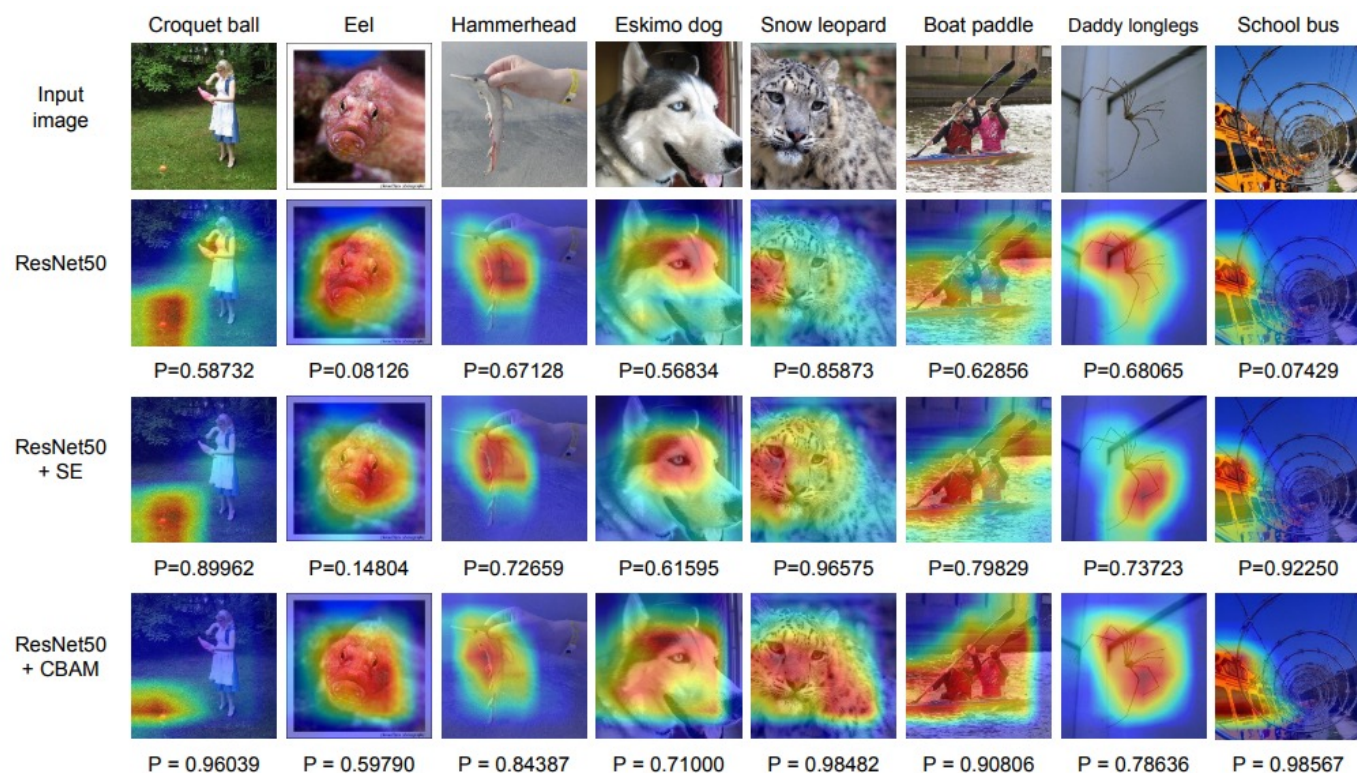 Croquet ball Eel Hammerhead Eskimo dog Snow leopard Boat paddle Daddy longlegs School bus
Input
image
ResNet50
P=0.58732 P=0.08126 P=0.67128 P=0.56834 P=0.85873 P=0.62856 P=0.68065 P=0.07429
ResNet50
+ SE
P=0.89962 P=0.14804 P=0.72659 P=0.61595 P=0.96575 P=0.79829 P=0.73723 P=0.92250
ResNet50
+ CBAM
P = 0.96039 P = 0.59790 P = 0.84387 P = 0.71000 P = 0.98482 P = 0.90806 P = 0.78636 P = 0.98567